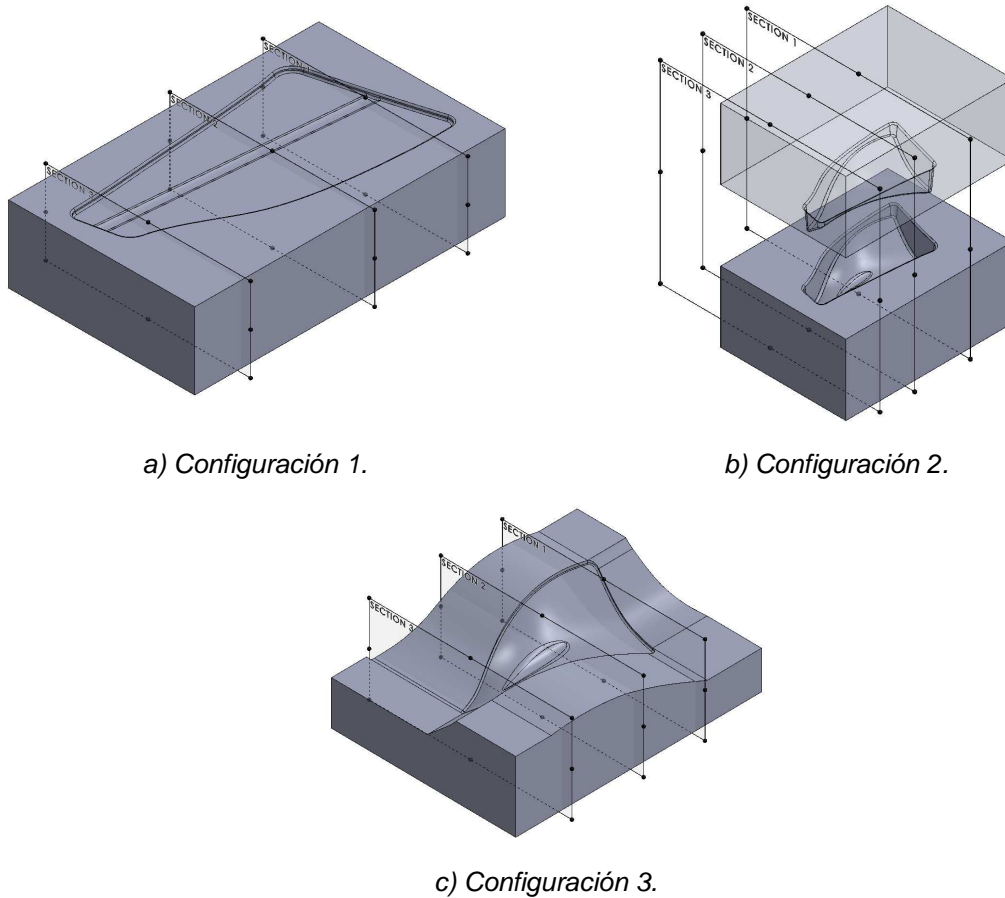 SECTION 1
SECTION 2
SECTION 3
SECTION 1
SECTION 2
SECTION 3
a) Configuración 1.
b) Configuración 2.
SECTION 1
SECTION 2
SECTION 3
c) Configuración 3.